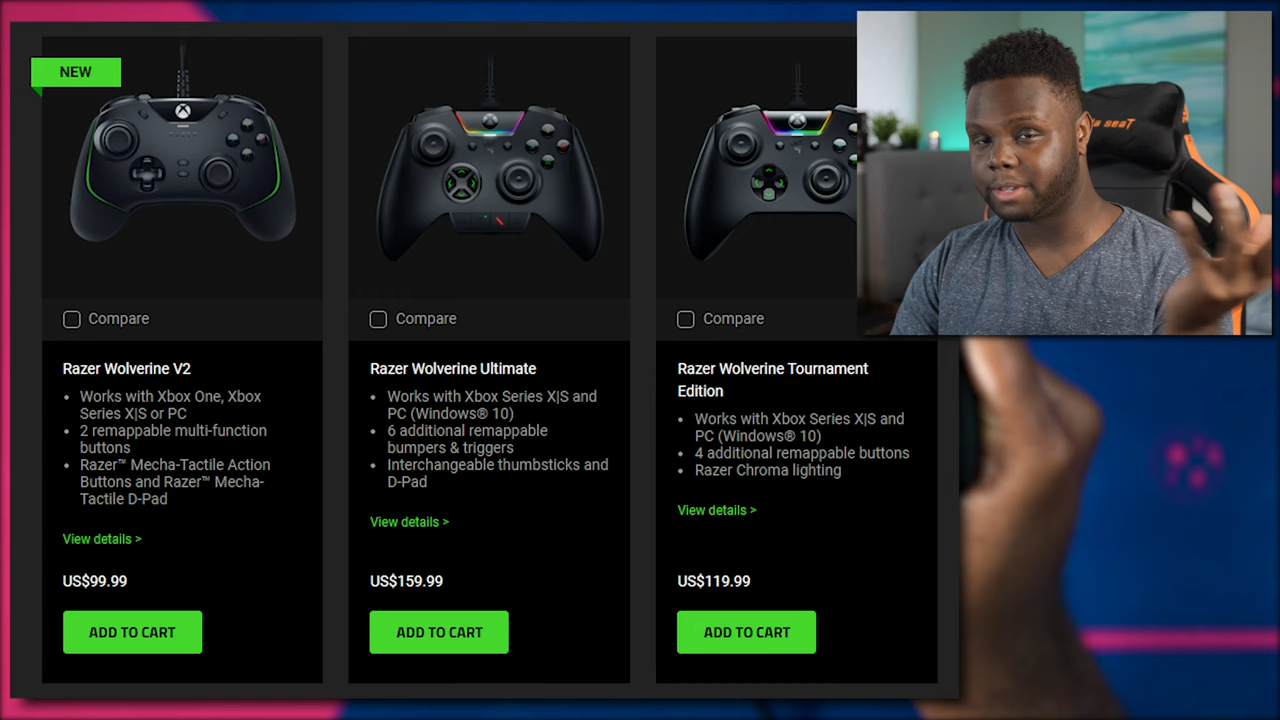 NEW
Compare
Razer Wolverine V2
Works with Xbox One, Xbox
Series X|S or PC
2 remappable multi-function
buttons
Razer™ Mecha-Tactile Action
Buttons and Razer™ Mecha-
Tactile D-Pad
View details >
US$99.99
ADD TO CART
Compare
Razer Wolverine Ultimate
Works with Xbox Series X|S and
PC (Windows® 10)
6 additional remappable
bumpers & triggers
Interchangeable thumbsticks and
D-Pad
View details >
US$159.99
ADD TO CART
Compare
Razer Wolverine Tournament
Edition
Works with Xbox Series X|S and
PC (Windows® 10)
4 additional remappable buttons
Razer Chroma lighting
View details >
US$119.99
ADD TO CART
seaT